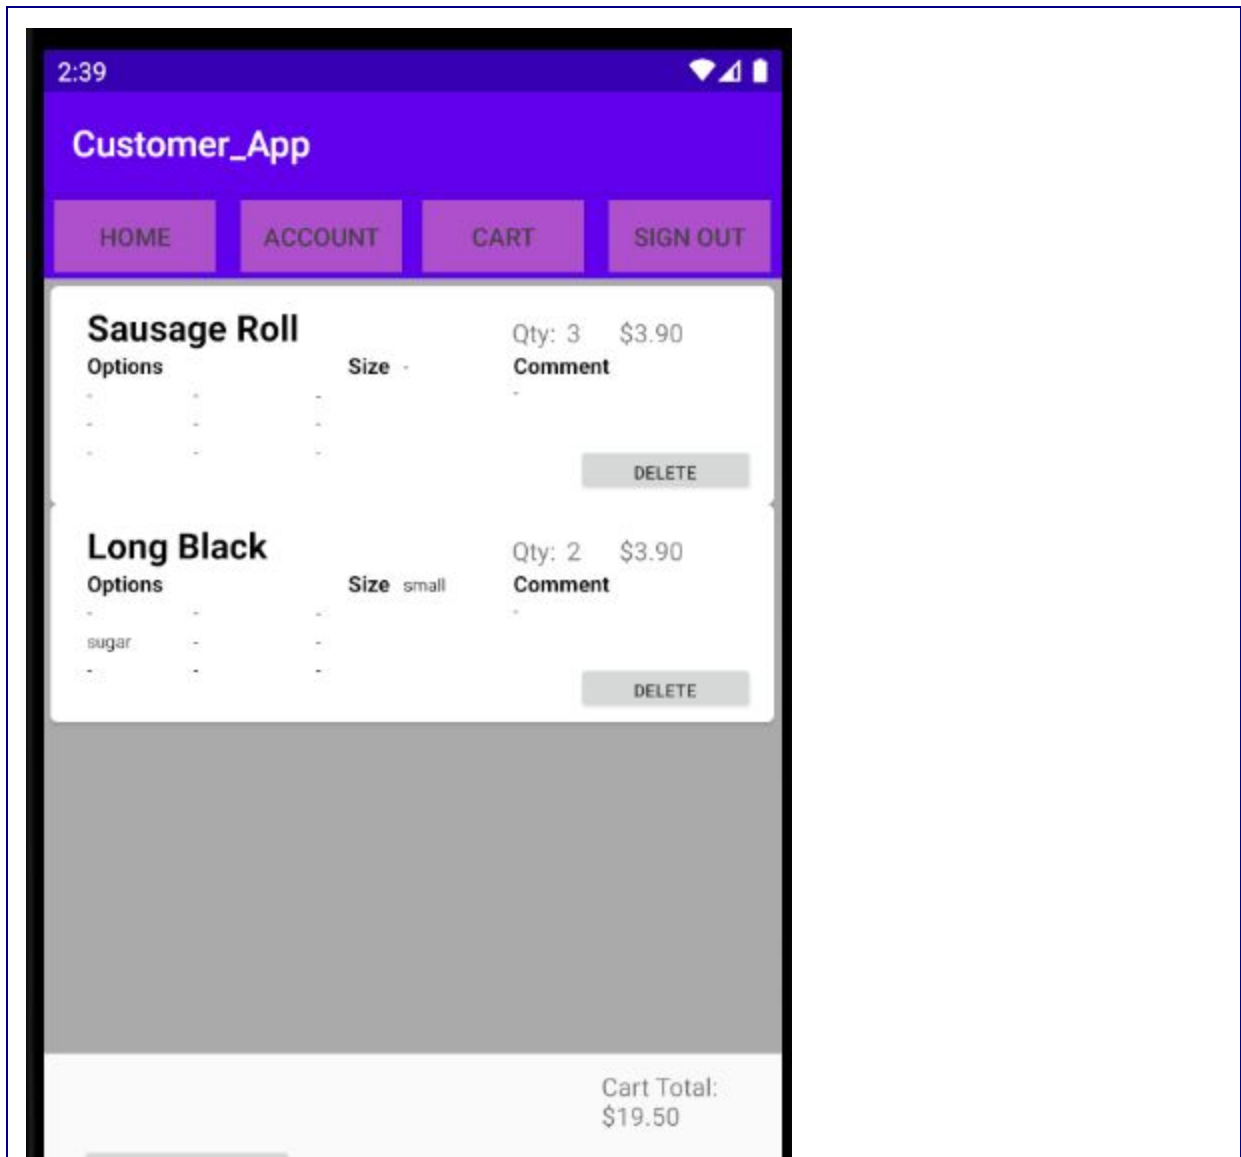 2:39
Customer_App
HOME ACCOUNT CART SIGN OUT
Sausage Roll Qty: 3 $3.90
Options Size - Comment
- - - -
- - -
- - -
DELETE
Long Black Qty: 2 $3.90
Options Size small Comment
- - - -
sugar - -
- - -
DELETE
Cart Total:
$19.50